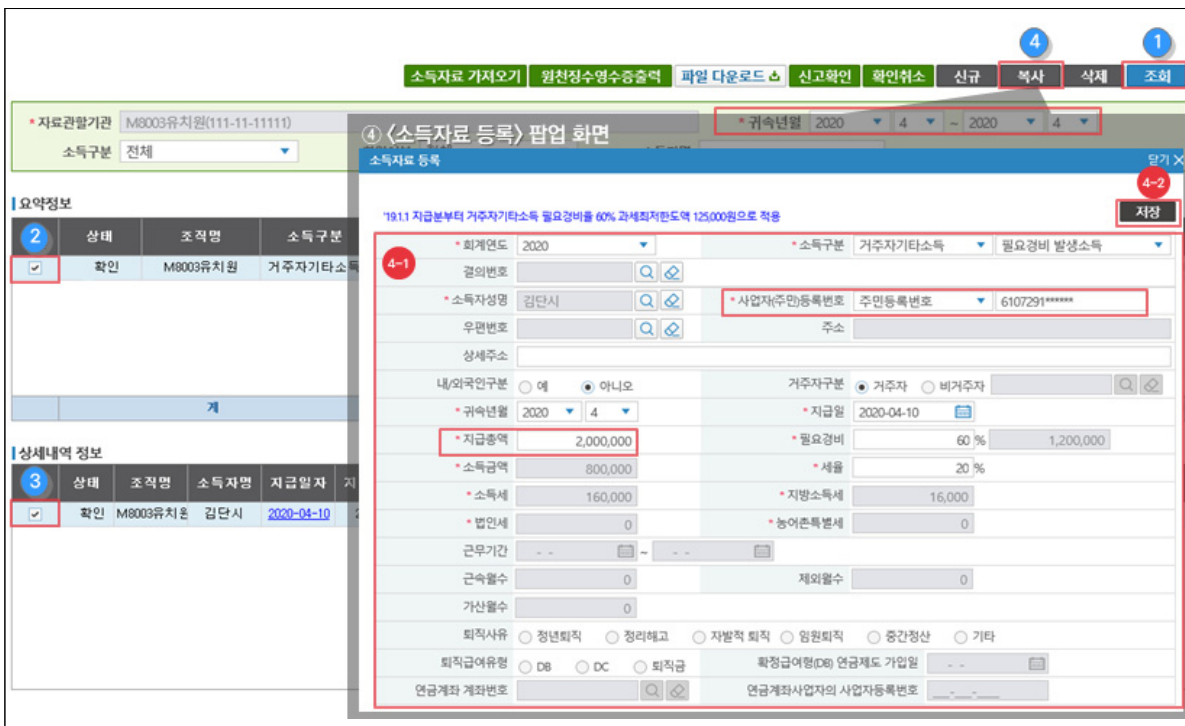 4 1
소득자료 가져오기 원천징수영수증출력 파일 다운로드 신고확인 확인취소 신규 복사 삭제 조회
*자료관할기관 M8003유치원(111-11-11111) *귀속년월 2020 4 ~ 2020 4
소득구분 전체
④ <소득자료 등록> 팝업 화면
소득자료 등록 닫기 X
4-2
저장
'19.1.1 지급분부터 거주자기타소득 필요경비율 60% 과세최저한도액 125,000원으로 적용
요약정보
2 상태 조직명 소득구분
확인 M8003유치원 거주자기타소득
계
상세내역 정보
3 상태 조직명 소득자명 지급일자 지
확인 M8003유치원 김단시 2020-04-10 2
4-1
*회계연도 2020 *소득구분 거주자기타소득 필요경비 발생소득
결의번호
*소득자성명 김단시 *사업자(주민)등록번호 주민등록번호 6107291******
우편번호 주소
상세주소
내/외국인구분 예 아니오 거주자구분 거주자 비거주자
*귀속년월 2020 4 *지급일 2020-04-10
*지급총액 2,000,000 *필요경비 60 % 1,200,000
*소득금액 800,000 *세율 20 %
*소득세 160,000 *지방소득세 16,000
*법인세 0 *농어촌특별세 0
근무기간 - - ~ - -
근속월수 0 제외월수 0
가산월수 0
퇴직사유 정년퇴직 정리해고 자발적 퇴직 임원퇴직 중간정산 기타
퇴직급여유형 DB DC 퇴직금 확정급여형(DB) 연금제도 가입일 - -
연금계좌 계좌번호 연금계좌사업자의 사업자등록번호 ___-__-____